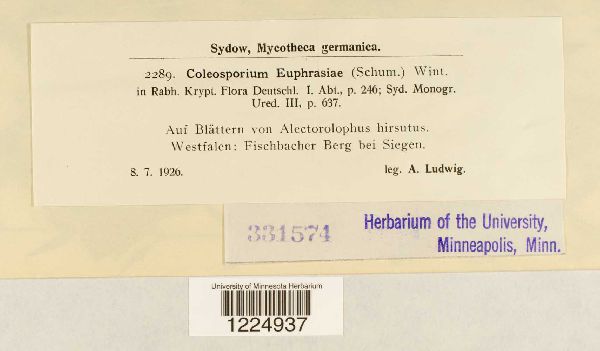 Sydow, Mycotheca germanica.
2289. Coleosporium Euphrasiae (Schum.) Wint.
in Rabh. Krypt. Flora Deutschl. I. Abt., p. 246; Syd. Monogr.
Ured. III, p. 637.
Auf Blättern von Alectorolophus hirsutus.
Westfalen: Fischbacher Berg bei Siegen.
8. 7. 1926. leg. A. Ludwig.
331574 Herbarium of the University,
Minneapolis, Minn.
University of Minnesota Herbarium
1224937